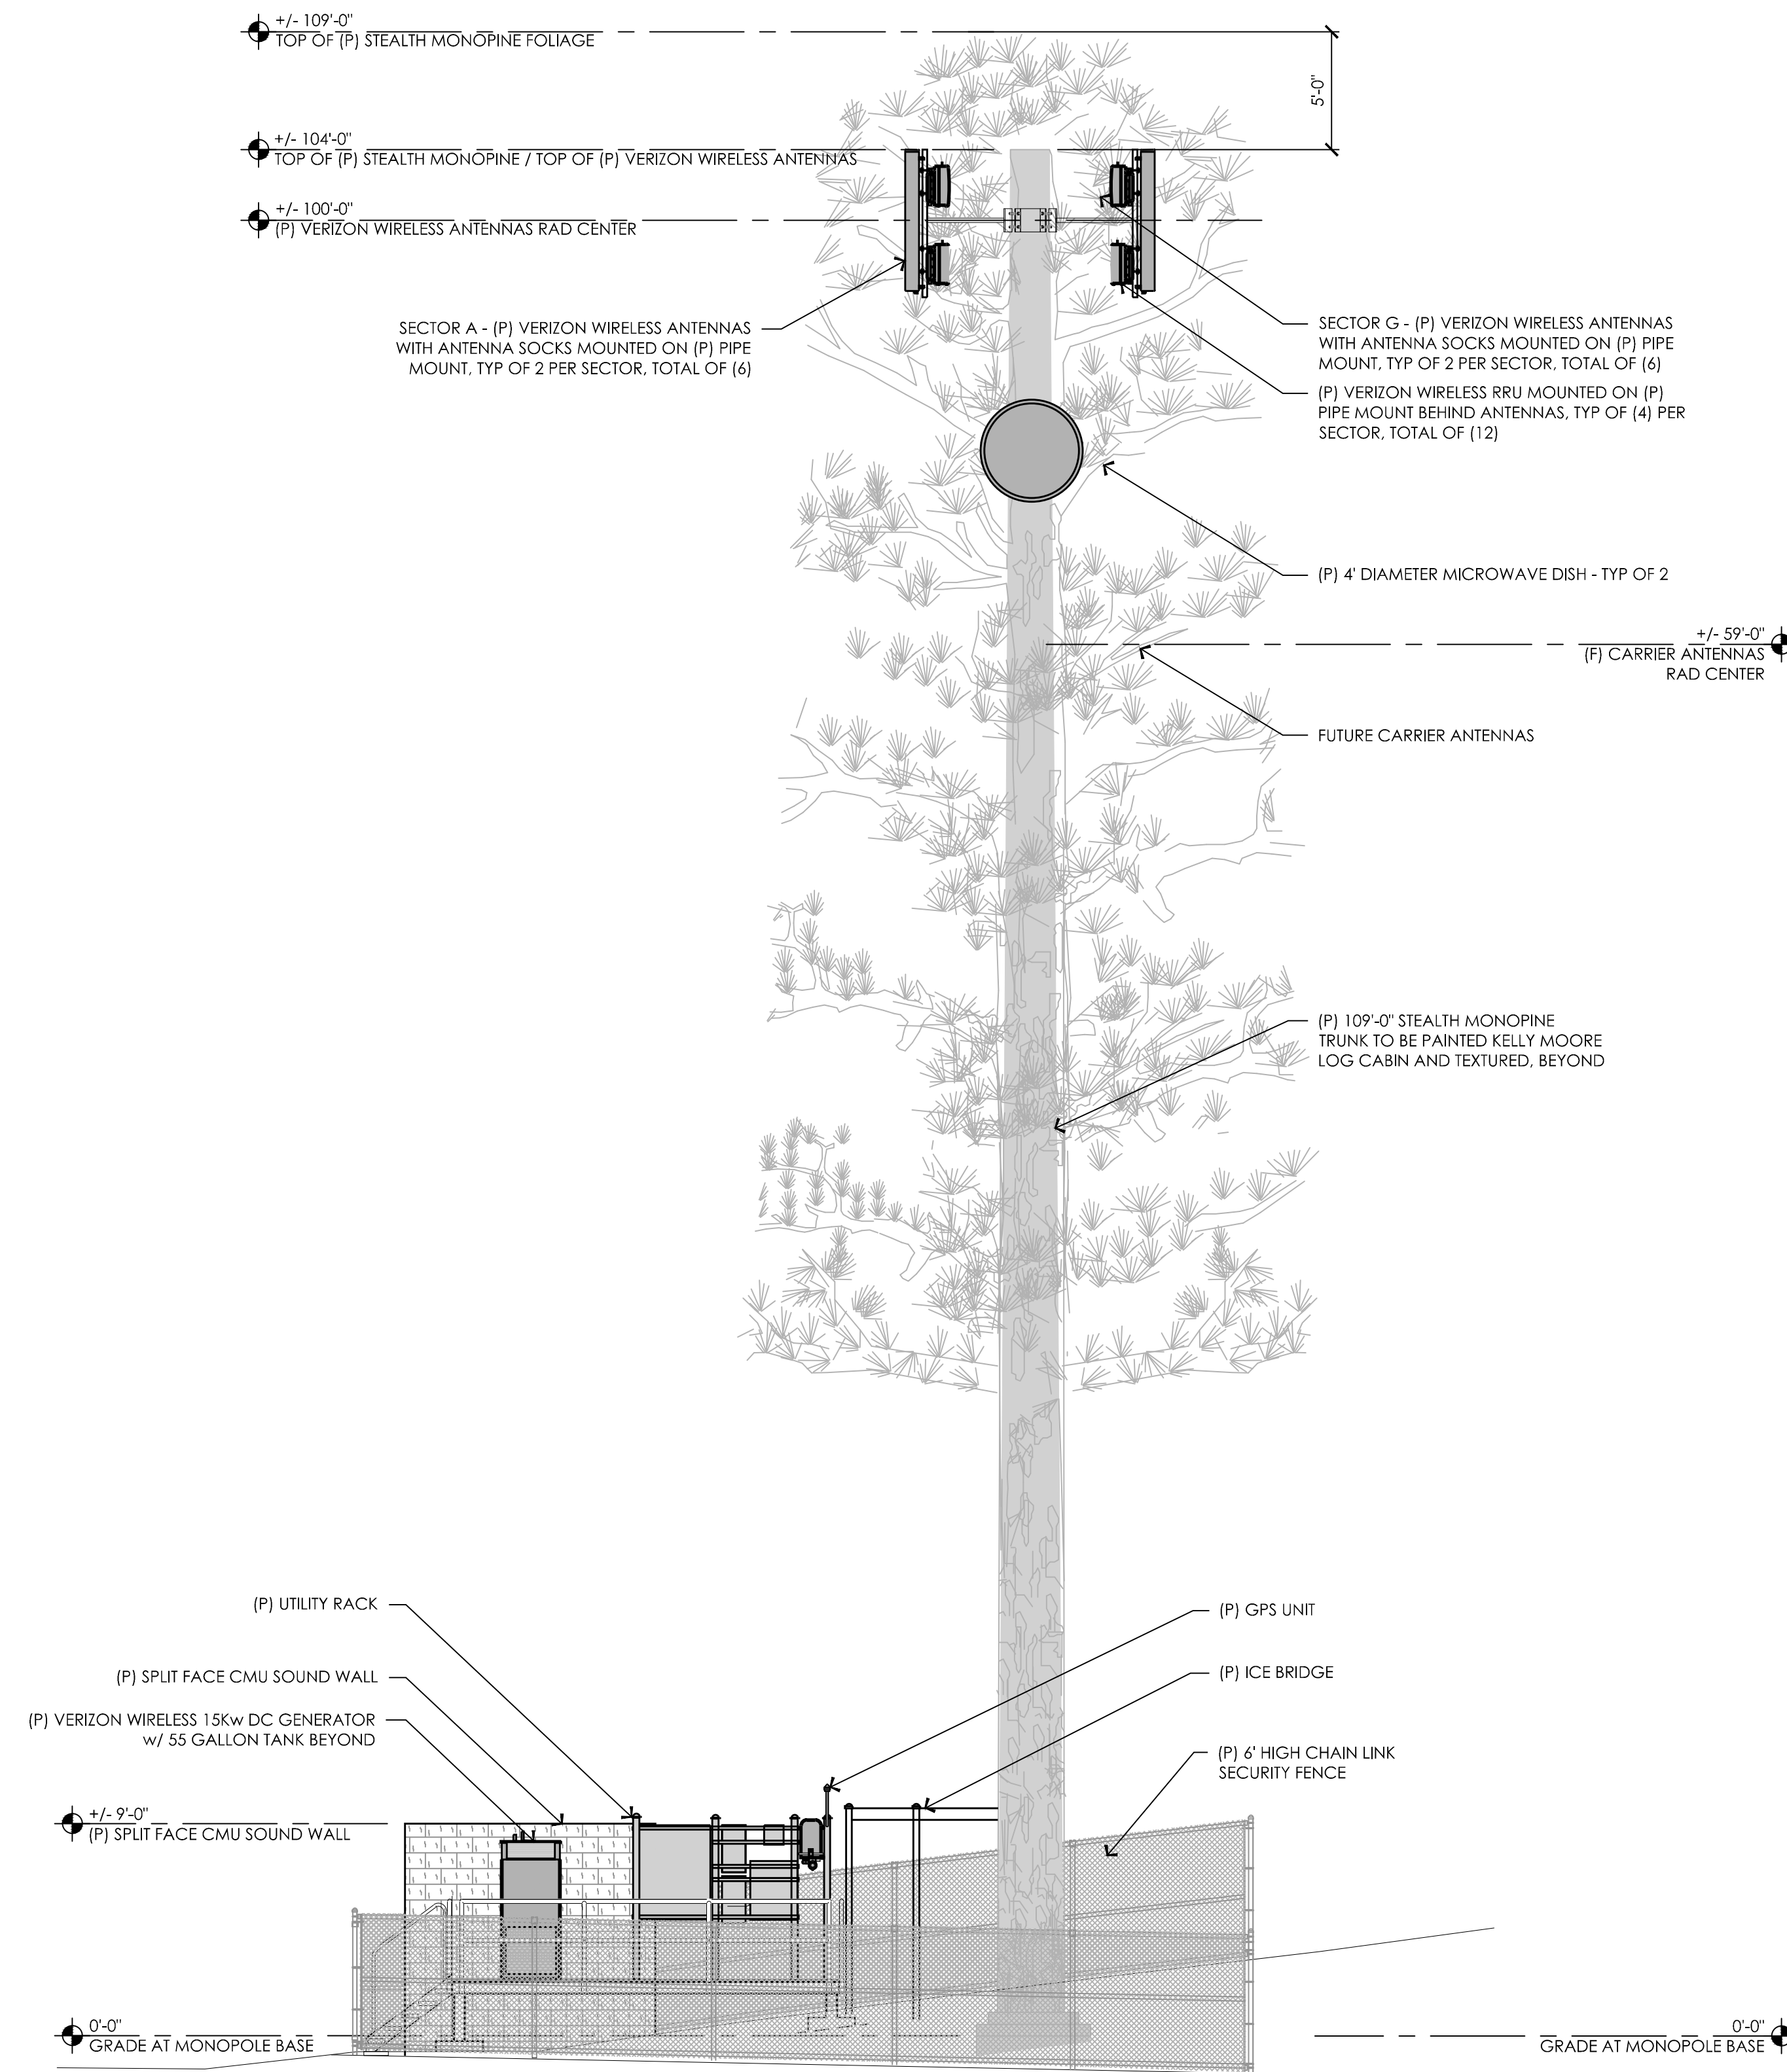 +/- 109'-0"
TOP OF (P) STEALTH MONOPINE FOLIAGE
5'-0"
+/- 104'-0"
TOP OF (P) STEALTH MONOPINE / TOP OF (P) VERIZON WIRELESS ANTENNAS
+/- 100'-0"
(P) VERIZON WIRELESS ANTENNAS RAD CENTER
SECTOR A - (P) VERIZON WIRELESS ANTENNAS
WITH ANTENNA SOCKS MOUNTED ON (P) PIPE
MOUNT, TYP OF 2 PER SECTOR, TOTAL OF (6)
SECTOR G - (P) VERIZON WIRELESS ANTENNAS
WITH ANTENNA SOCKS MOUNTED ON (P) PIPE
MOUNT, TYP OF 2 PER SECTOR, TOTAL OF (6)
(P) VERIZON WIRELESS RRU MOUNTED ON (P)
PIPE MOUNT BEHIND ANTENNAS, TYP OF (4) PER
SECTOR, TOTAL OF (12)
(P) 4' DIAMETER MICROWAVE DISH - TYP OF 2
+/- 59'-0"
(F) CARRIER ANTENNAS
RAD CENTER
FUTURE CARRIER ANTENNAS
(P) 109'-0" STEALTH MONOPINE
TRUNK TO BE PAINTED KELLY MOORE
LOG CABIN AND TEXTURED, BEYOND
(P) UTILITY RACK
(P) SPLIT FACE CMU SOUND WALL
(P) VERIZON WIRELESS 15Kw DC GENERATOR
w/ 55 GALLON TANK BEYOND
(P) GPS UNIT
(P) ICE BRIDGE
(P) 6' HIGH CHAIN LINK
SECURITY FENCE
+/- 9'-0"
(P) SPLIT FACE CMU SOUND WALL
0'-0"
GRADE AT MONOPOLE BASE
0'-0"
GRADE AT MONOPOLE BASE